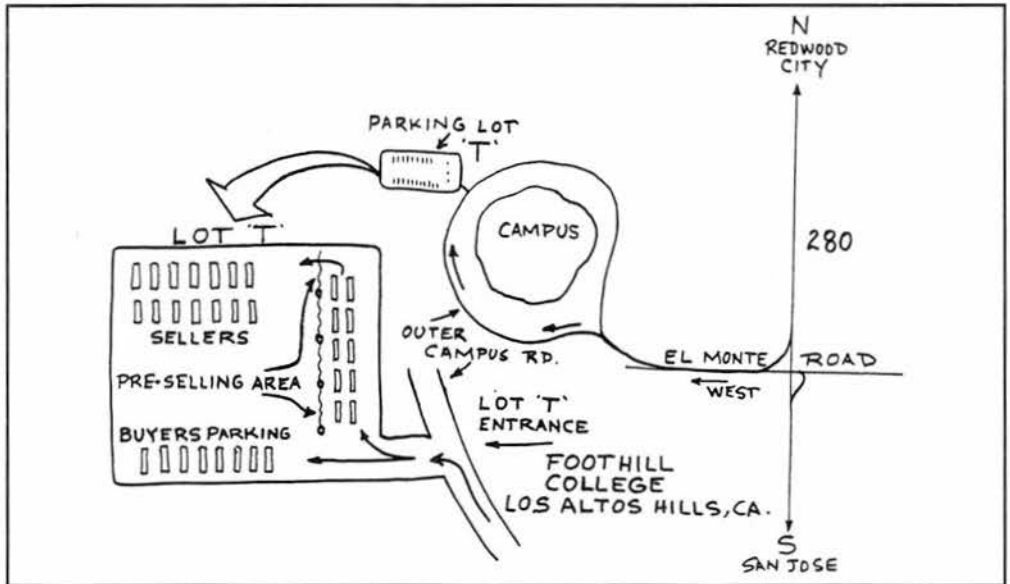 N
REDWOOD
CITY
PARKING LOT
'T'
CAMPUS
280
LOT 'T'
SELLERS
OUTER
CAMPUS RD.
EL MONTE ROAD
WEST
PRE-SELLING AREA
LOT 'T'
ENTRANCE
BUYERS PARKING
FOOTHILL
COLLEGE
LOS ALTOS HILLS, CA.
S
SAN JOSE